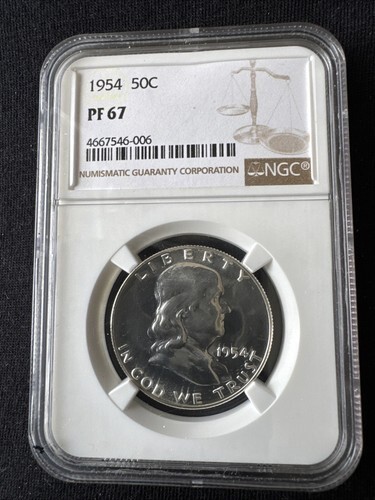 1954 50C
PF 67
4667546-006
NUMISMATIC GUARANTY CORPORATION
NGC®
LIBERTY
1954
IN GOD WE TRUST